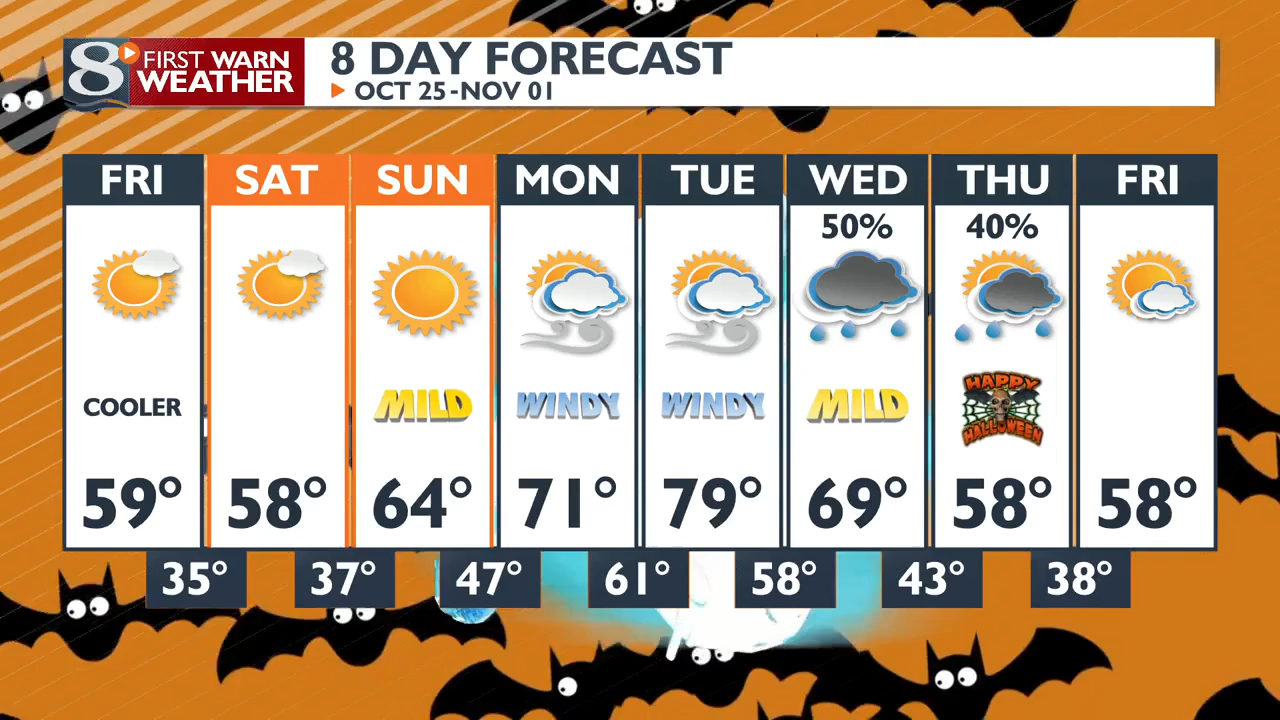 8
FIRST WARN
WEATHER
8 DAY FORECAST
OCT 25-NOV 01
FRI SAT SUN MON TUE WED THU FRI
50% 40%
COOLER MILD WINDY WINDY MILD HAPPY HALLOWEEN
59° 58° 64° 71° 79° 69° 58° 58°
35° 37° 47° 61° 58° 43° 38°